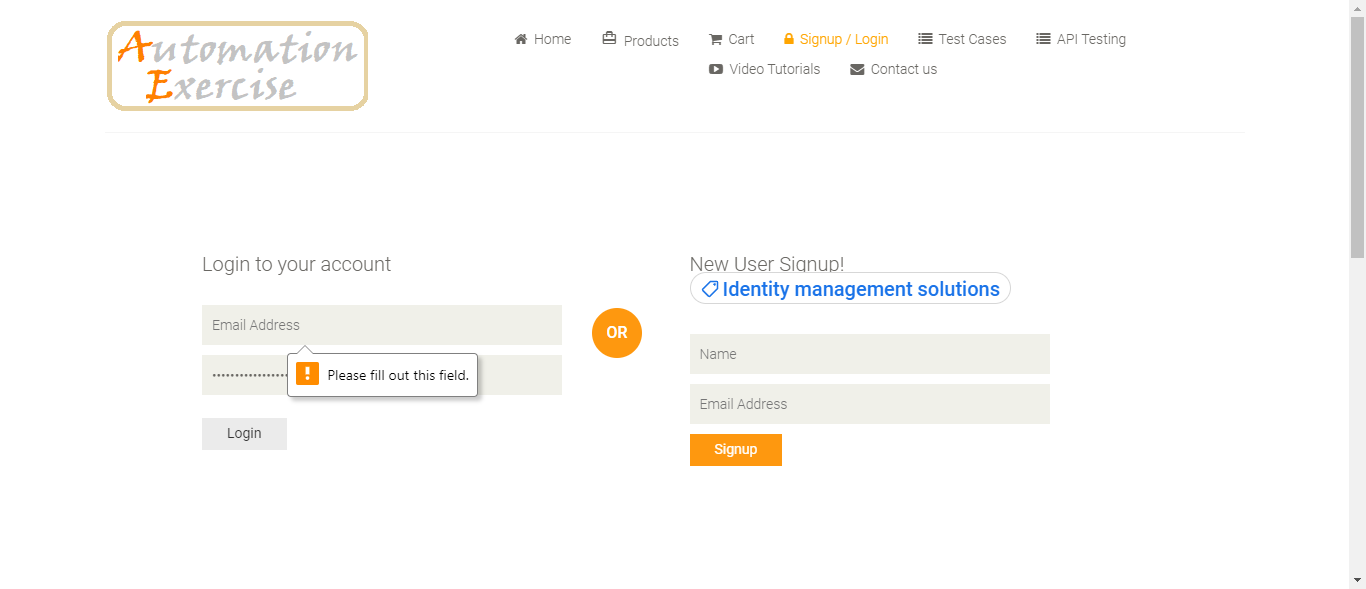 Automation
Exercise
Home
Products
Cart
Signup / Login
Test Cases
API Testing
Video Tutorials
Contact us
Login to your account
New User Signup!
Identity management solutions
Email Address
OR
Name
Please fill out this field.
Email Address
Login
Signup